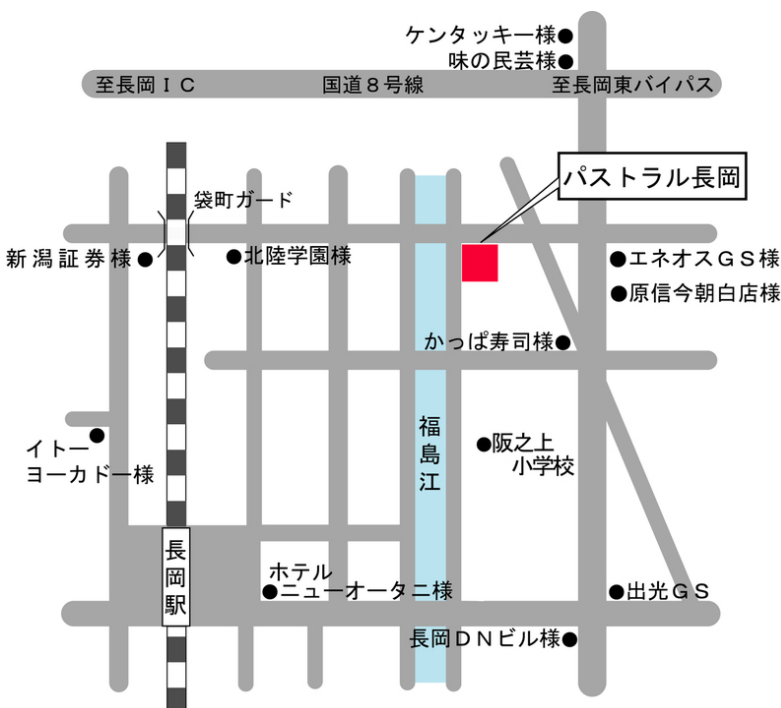 ケンタッキー様
味の民芸様
至長岡ＩＣ
国道８号線
至長岡東バイパス
パストラル長岡
袋町ガード
新潟証券様
北陸学園様
エネオスＧＳ様
原信今朝白店様
かっぱ寿司様
イトー
ヨーカドー様
福島江
阪之上
小学校
長岡駅
ホテル
ニューオータニ様
出光ＧＳ
長岡ＤＮビル様